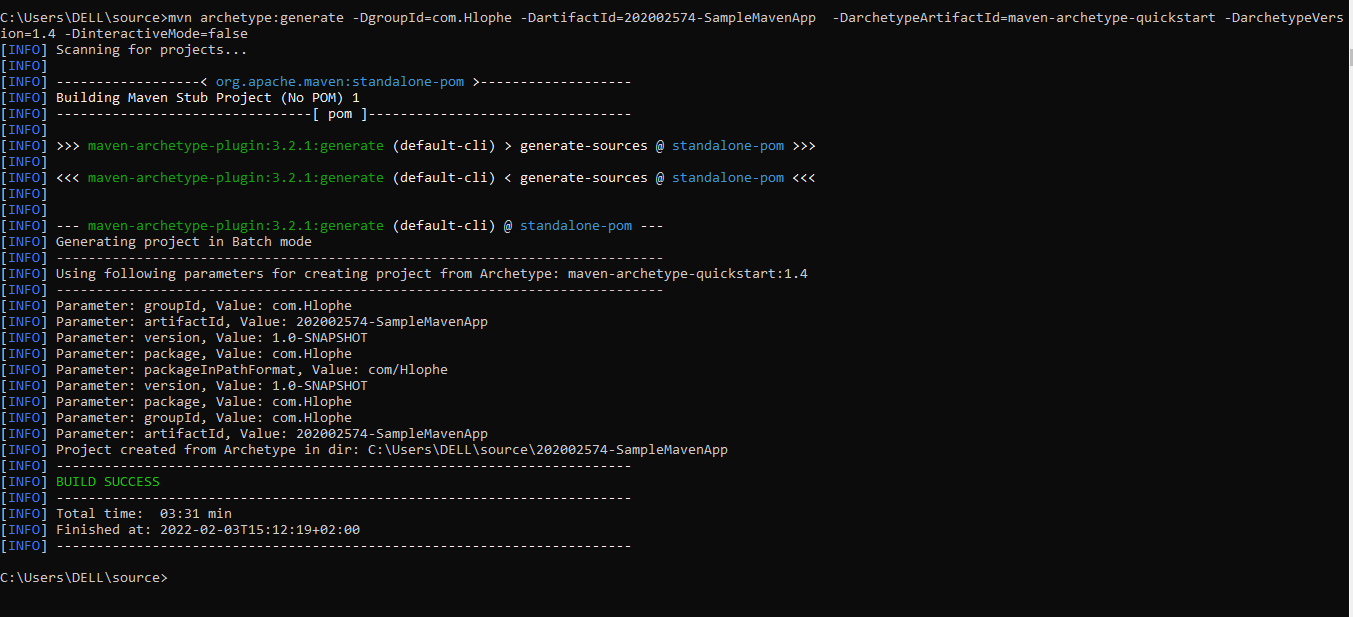 C:\Users\DELL\source>mvn archetype:generate -DgroupId=com.Hlophe -DartifactId=202002574-SampleMavenApp  -DarchetypeArtifactId=maven-archetype-quickstart -DarchetypeVers
ion=1.4 -DinteractiveMode=false
[INFO] Scanning for projects...
[INFO]
[INFO] ------------------< org.apache.maven:standalone-pom >-------------------
[INFO] Building Maven Stub Project (No POM) 1
[INFO] --------------------------------[ pom ]---------------------------------
[INFO]
[INFO] >>> maven-archetype-plugin:3.2.1:generate (default-cli) > generate-sources @ standalone-pom >>>
[INFO]
[INFO] <<< maven-archetype-plugin:3.2.1:generate (default-cli) < generate-sources @ standalone-pom <<<
[INFO]
[INFO]
[INFO] --- maven-archetype-plugin:3.2.1:generate (default-cli) @ standalone-pom ---
[INFO] Generating project in Batch mode
[INFO] ----------------------------------------------------------------------------
[INFO] Using following parameters for creating project from Archetype: maven-archetype-quickstart:1.4
[INFO] ----------------------------------------------------------------------------
[INFO] Parameter: groupId, Value: com.Hlophe
[INFO] Parameter: artifactId, Value: 202002574-SampleMavenApp
[INFO] Parameter: version, Value: 1.0-SNAPSHOT
[INFO] Parameter: package, Value: com.Hlophe
[INFO] Parameter: packageInPathFormat, Value: com/Hlophe
[INFO] Parameter: version, Value: 1.0-SNAPSHOT
[INFO] Parameter: package, Value: com.Hlophe
[INFO] Parameter: groupId, Value: com.Hlophe
[INFO] Parameter: artifactId, Value: 202002574-SampleMavenApp
[INFO] Project created from Archetype in dir: C:\Users\DELL\source\202002574-SampleMavenApp
[INFO] ------------------------------------------------------------------------
[INFO] BUILD SUCCESS
[INFO] ------------------------------------------------------------------------
[INFO] Total time:  03:31 min
[INFO] Finished at: 2022-02-03T15:12:19+02:00
[INFO] ------------------------------------------------------------------------
C:\Users\DELL\source>